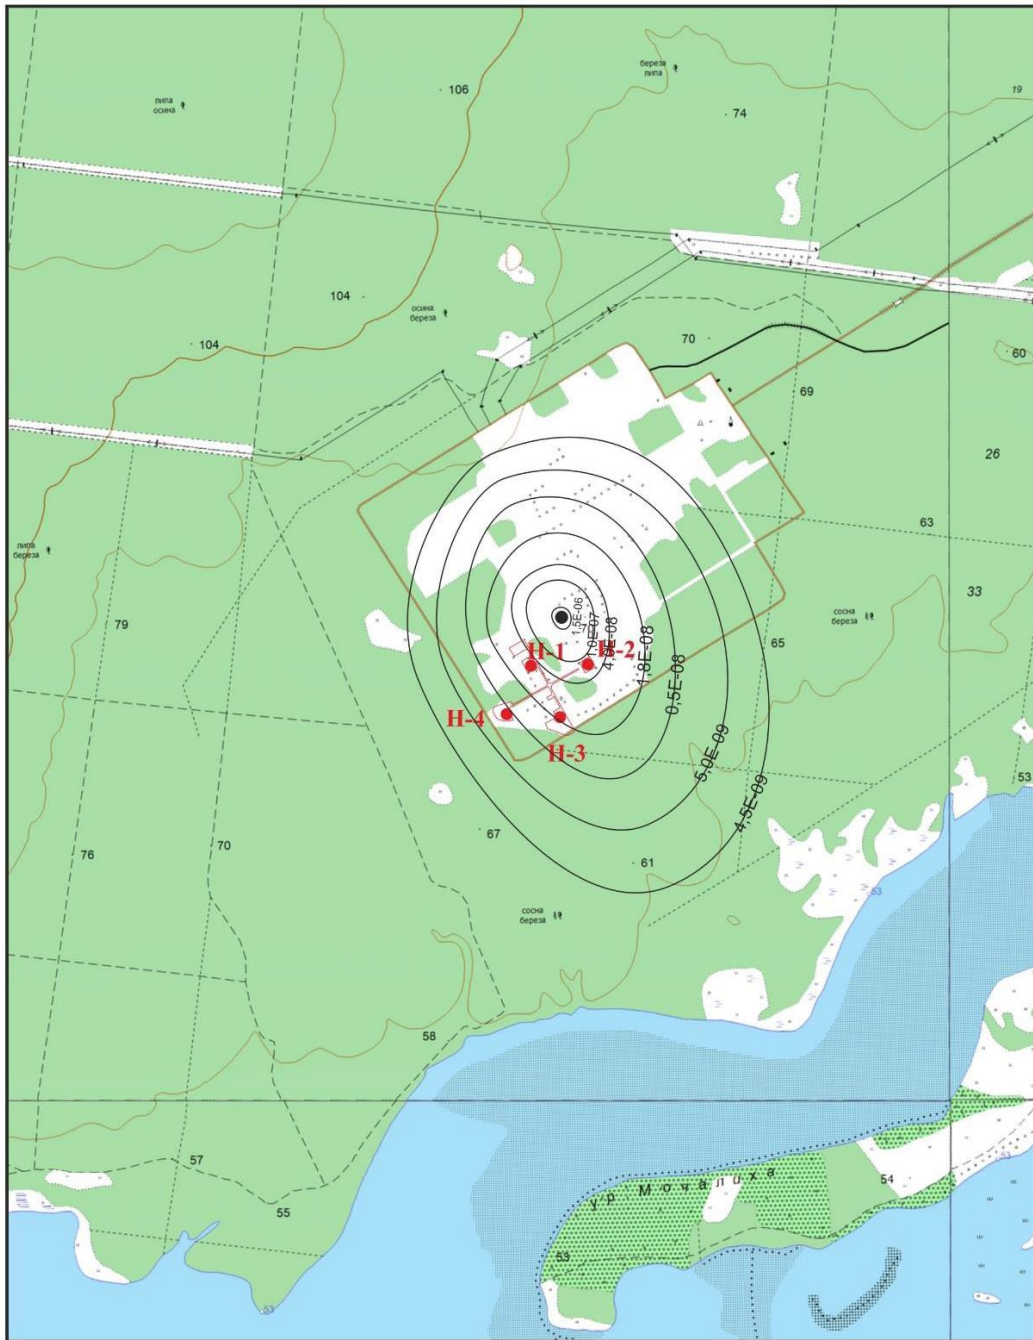 106
береза
липа
19
липа
осина
74
104
осина
береза
104
70
60
69
26
63
липа
береза
33
79
1,5E-06
1,0E-07
4,0E-08
1,8E-08
0,5E-08
5,0E-09
4,5E-09
сосна
береза
65
H-1
H-2
H-4
H-3
53
67
70
76
61
53
сосна
береза
58
57
55
53
ур. Мочалиха
54
53
53